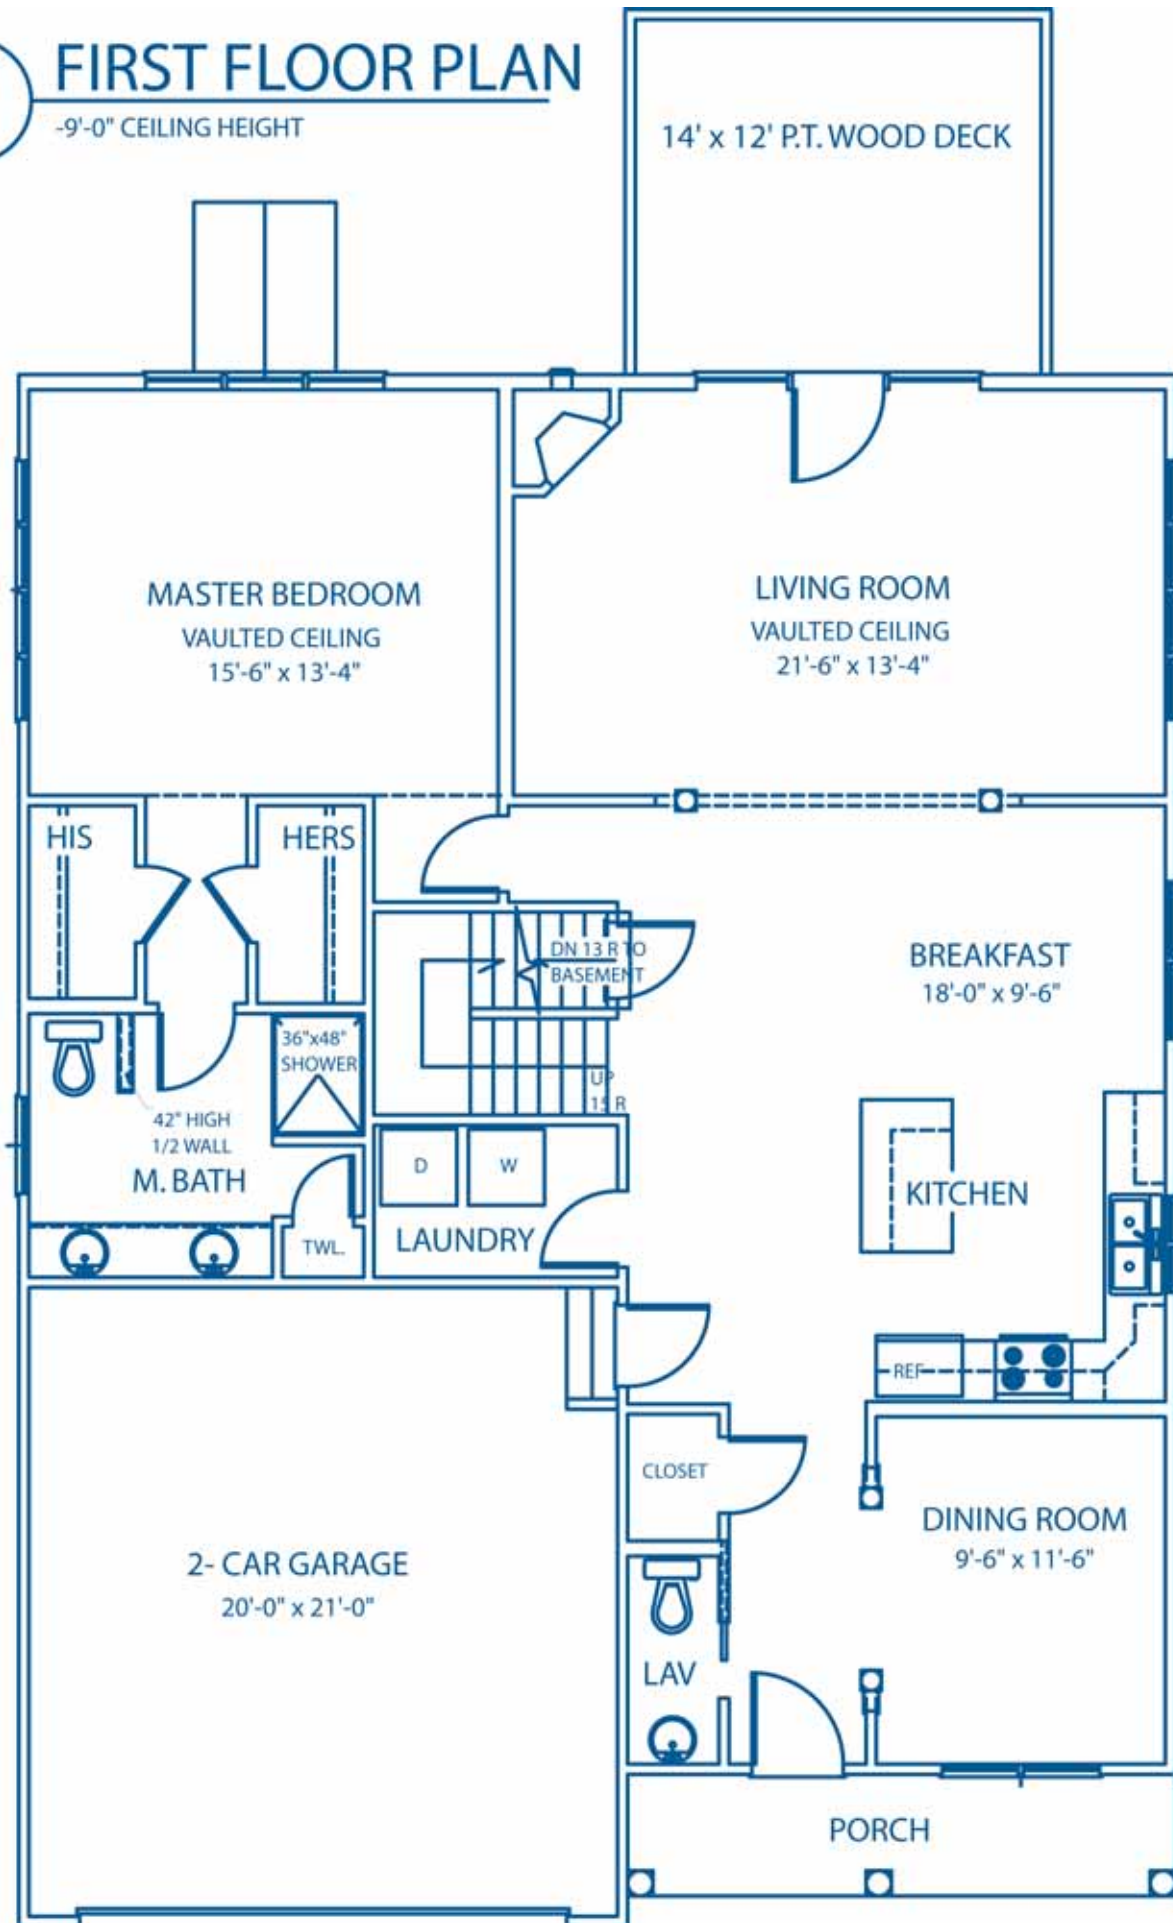 FIRST FLOOR PLAN
-9'-0" CEILING HEIGHT
14' x 12' P.T. WOOD DECK
MASTER BEDROOM
VAULTED CEILING
15'-6" x 13'-4"
LIVING ROOM
VAULTED CEILING
21'-6" x 13'-4"
HIS
HERS
DN 13 R TO
BASEMENT
BREAKFAST
18'-0" x 9'-6"
36"x48"
SHOWER
UP
15 R
42" HIGH
1/2 WALL
M. BATH
D
W
KITCHEN
LAUNDRY
TWL.
REF
CLOSET
DINING ROOM
9'-6" x 11'-6"
2- CAR GARAGE
20'-0" x 21'-0"
LAV
PORCH